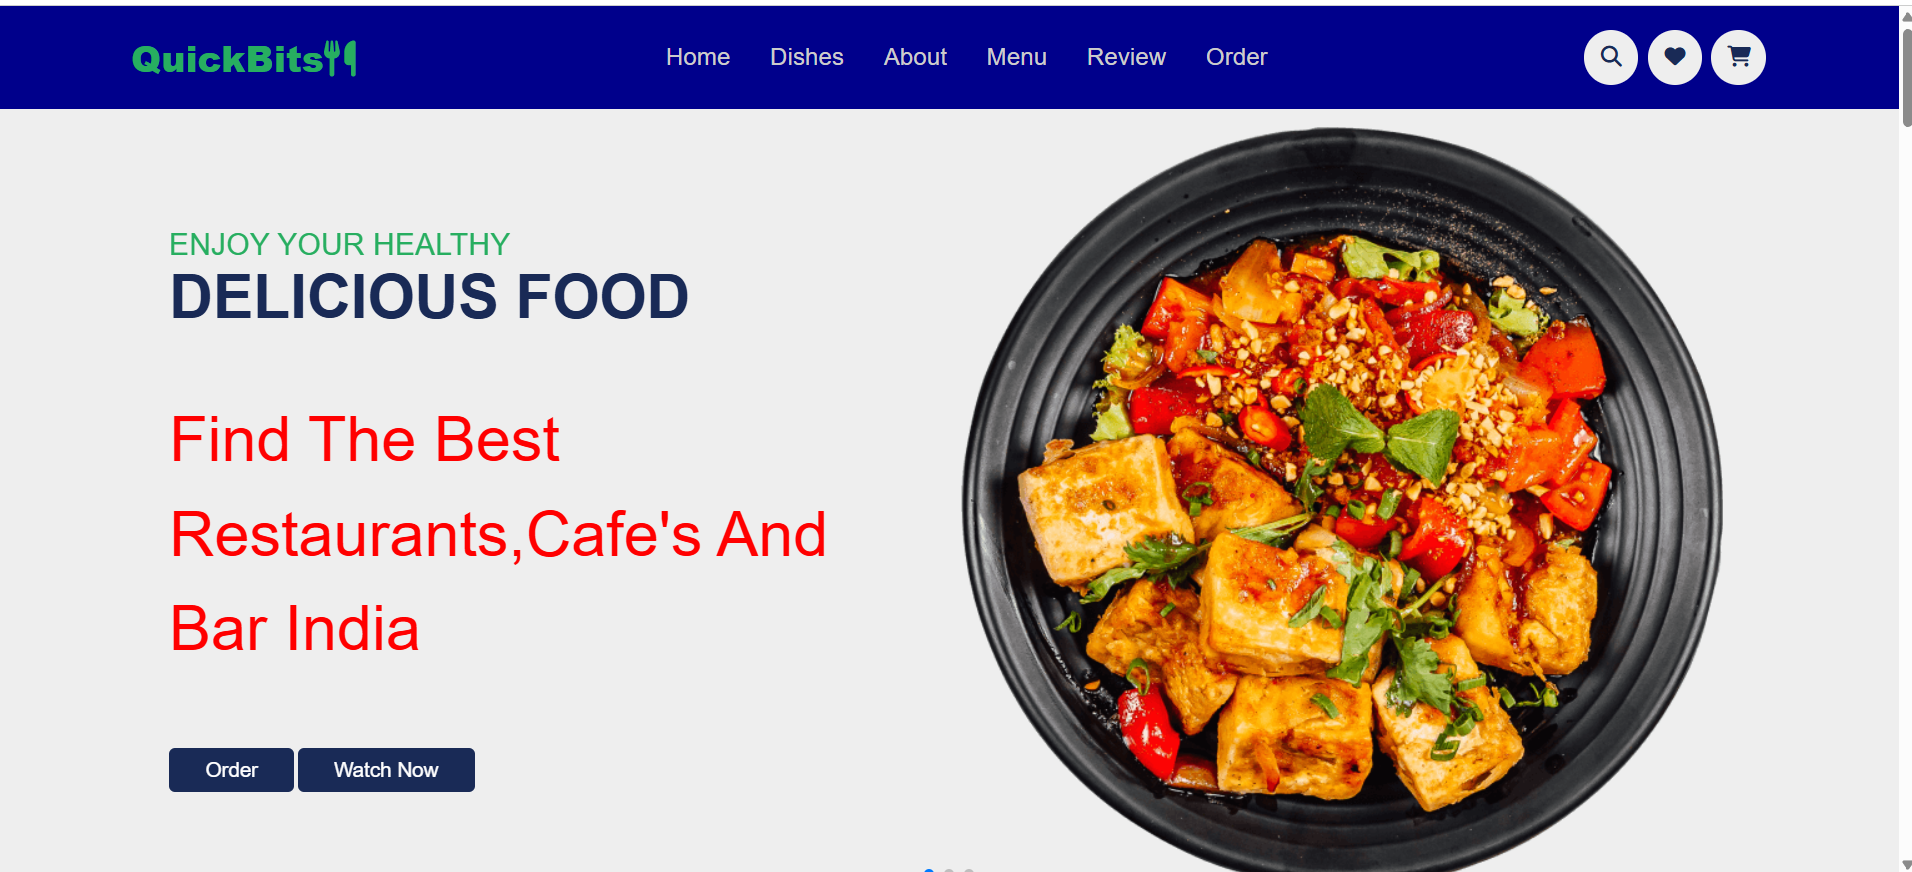 QuickBits
Home Dishes About Menu Review Order
ENJOY YOUR HEALTHY
DELICIOUS FOOD
Find The Best
Restaurants,Cafe's And
Bar India
Order Watch Now